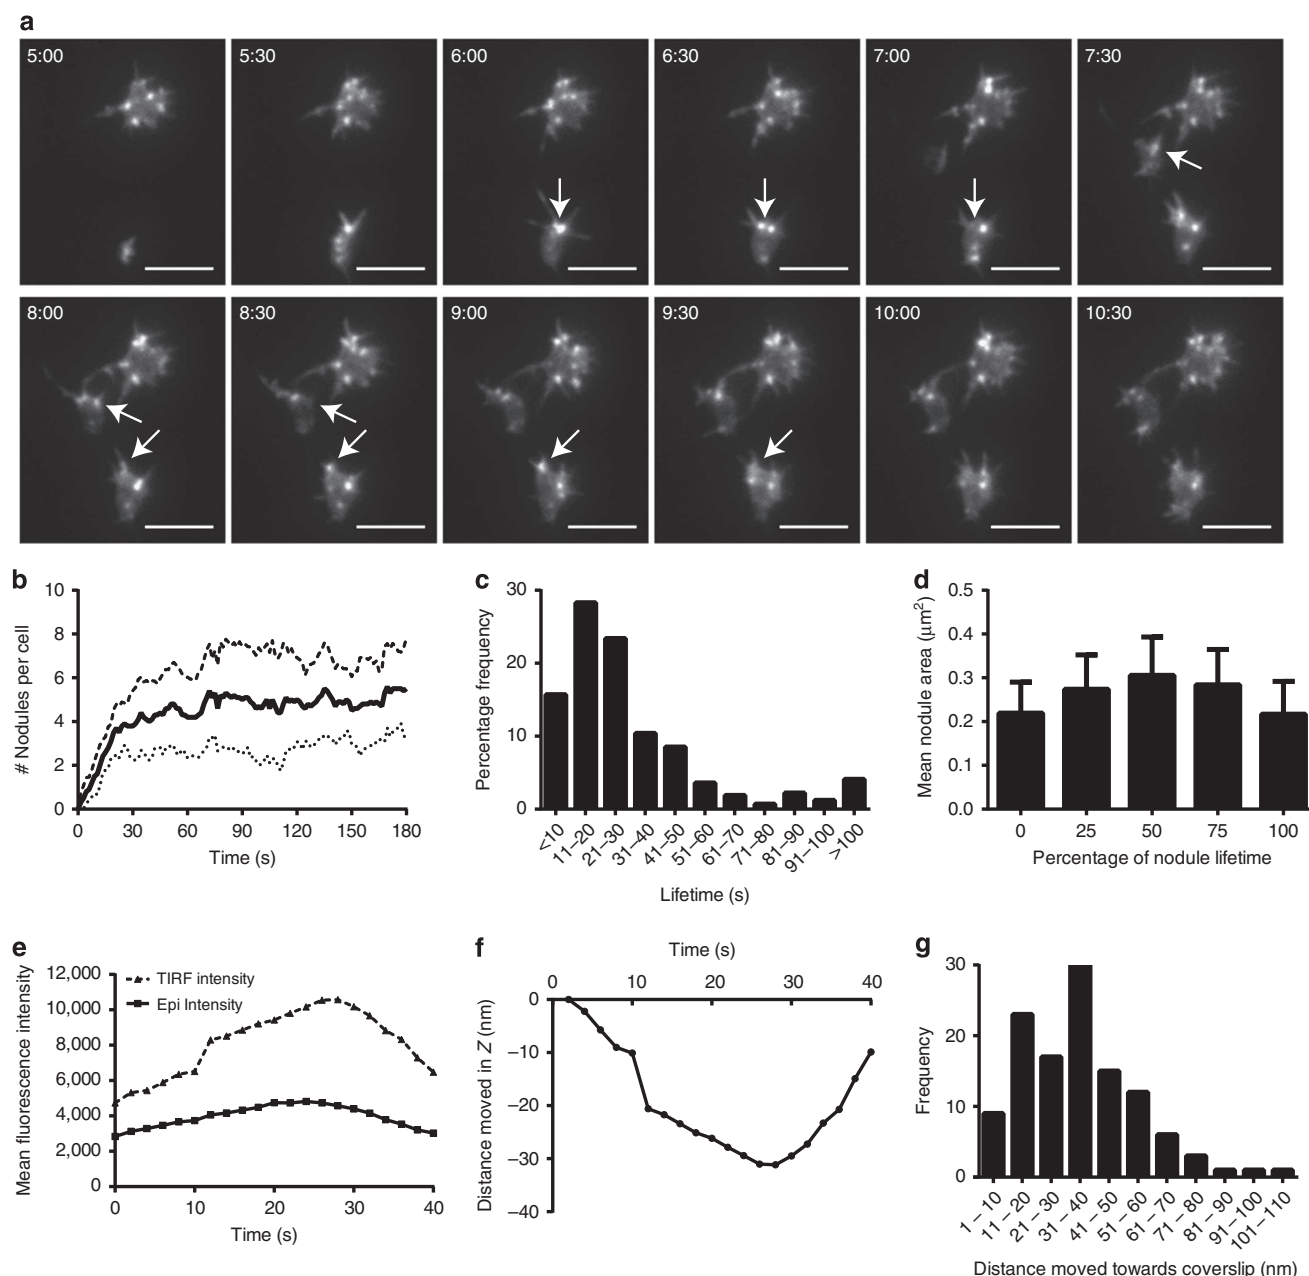 a
5:00
5:30
6:00
6:30
7:00
7:30
8:00
8:30
9:00
9:30
10:00
10:30
b
# Nodules per cell
10
8
6
4
2
0
0 30 60 90 120 150 180
Time (s)
c
Percentage frequency
30
20
10
0
<10 11–20 21–30 31–40 41–50 51–60 61–70 71–80 81–90 91–100 >100
Lifetime (s)
d
Mean nodule area (μm²)
0.5
0.4
0.3
0.2
0.1
0.0
0 25 50 75 100
Percentage of nodule lifetime
e
Mean fluorescence intensity
12,000
10,000
8,000
6,000
4,000
2,000
0
TIRF intensity
Epi Intensity
0 10 20 30 40
Time (s)
f
Time (s)
0 10 20 30 40
Distance moved in Z (nm)
0
–10
–20
–30
–40
g
Frequency
30
20
10
0
1 – 10 11 – 20 21 – 30 31 – 40 41 – 50 51 – 60 61 – 70 71 – 80 81 – 90 91–100 101–110
Distance moved towards coverslip (nm)